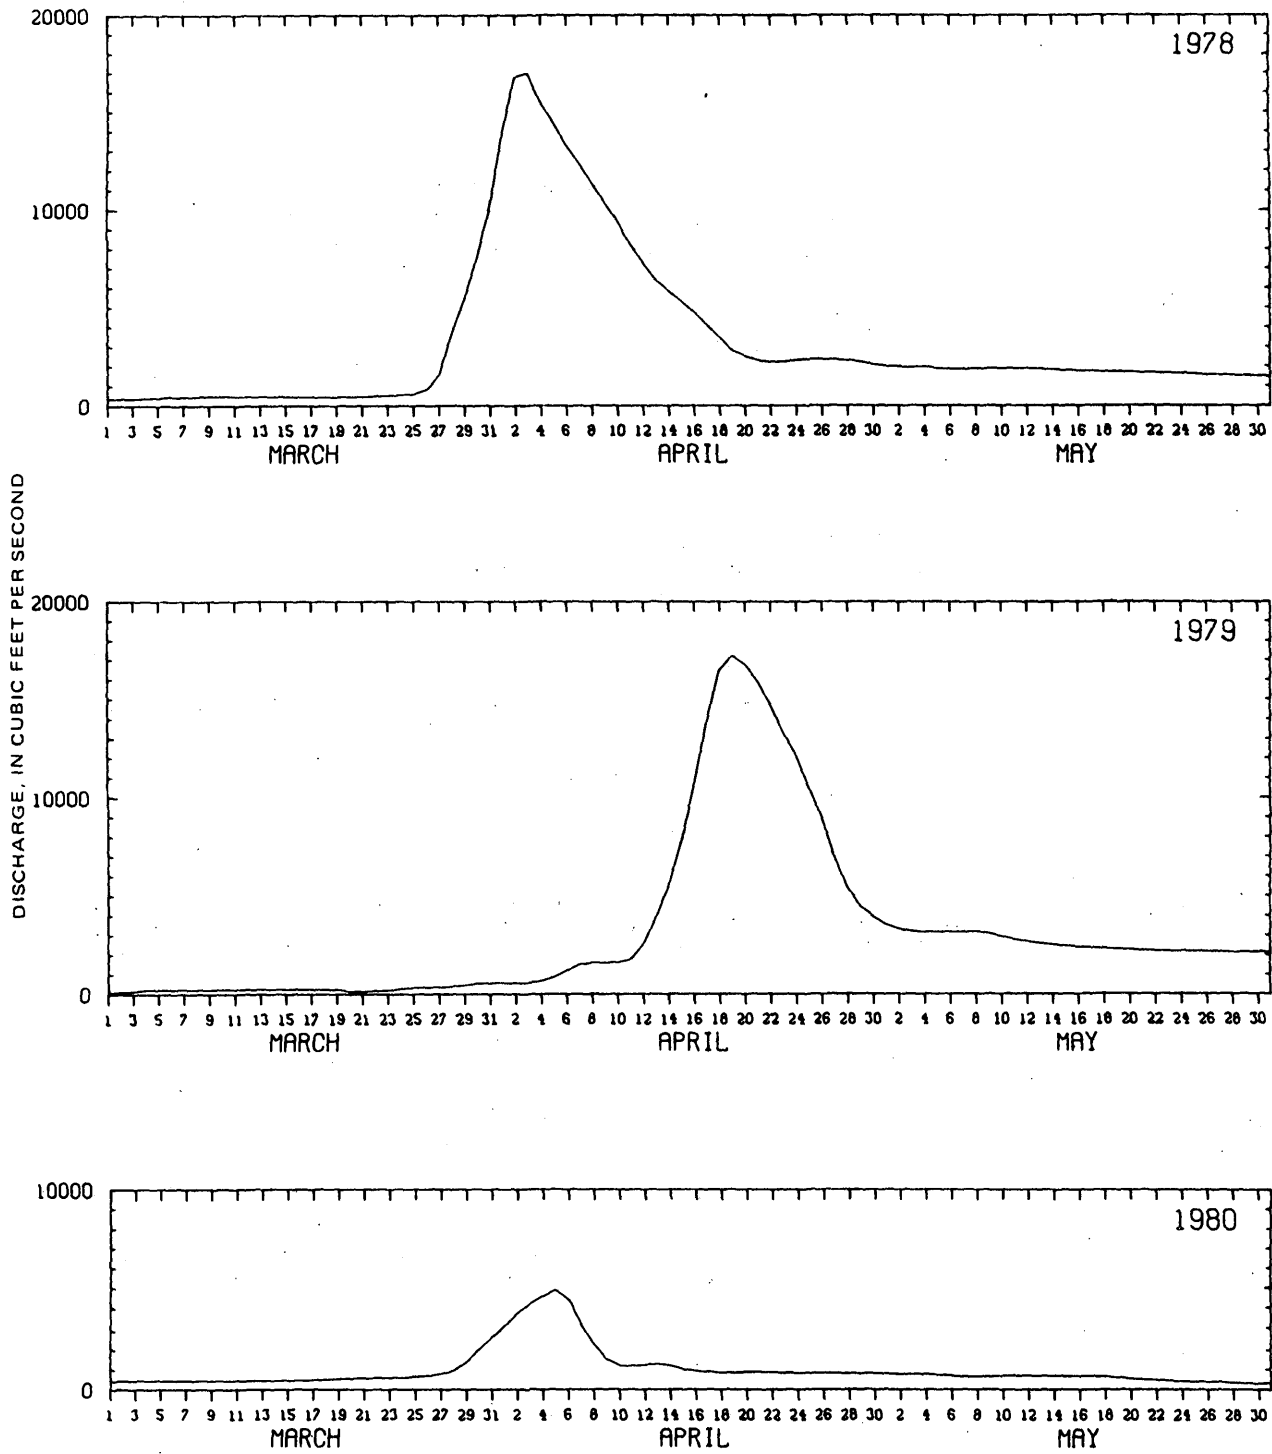 DISCHARGE, IN CUBIC FEET PER SECOND
20000
1978
10000
0
1 3 5 7 9 11 13 15 17 19 21 23 25 27 29 31 2 4 6 8 10 12 14 16 18 20 22 24 26 28 30 2 4 6 8 10 12 14 16 18 20 22 24 26 28 30
MARCH APRIL MAY
20000
1979
10000
0
1 3 5 7 9 11 13 15 17 19 21 23 25 27 29 31 2 4 6 8 10 12 14 16 18 20 22 24 26 28 30 2 4 6 8 10 12 14 16 18 20 22 24 26 28 30
MARCH APRIL MAY
10000
1980
0
1 3 5 7 9 11 13 15 17 19 21 23 25 27 29 31 2 4 6 8 10 12 14 16 18 20 22 24 26 28 30 2 4 6 8 10 12 14 16 18 20 22 24 26 28 30
MARCH APRIL MAY